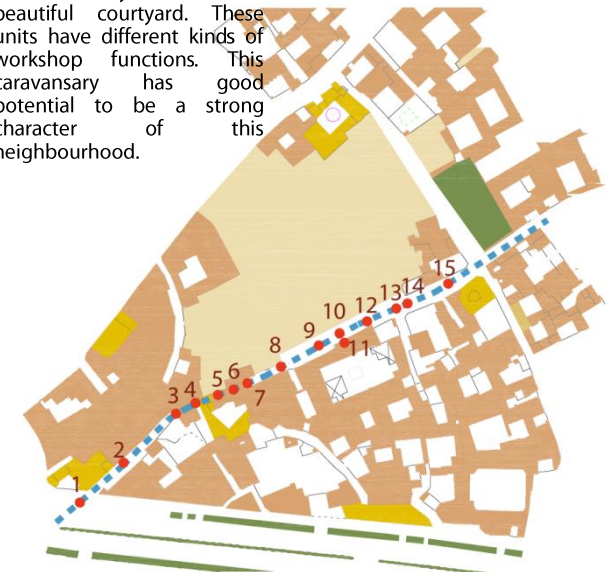 beautiful courtyard. These
units have different kinds of
workshop functions. This
caravansary has good
potential to be a strong
character of this
neighbourhood.
15
13 14
12
10
9
11
8
6
5
7
3 4
2
1